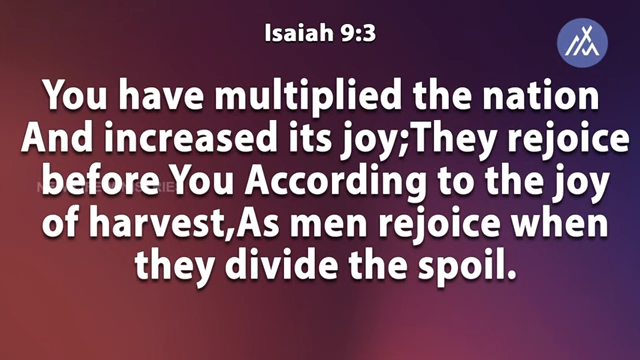 Isaiah 9:3
You have multiplied the nation
And increased its joy;They rejoice
before You According to the joy
of harvest,As men rejoice when
they divide the spoil.